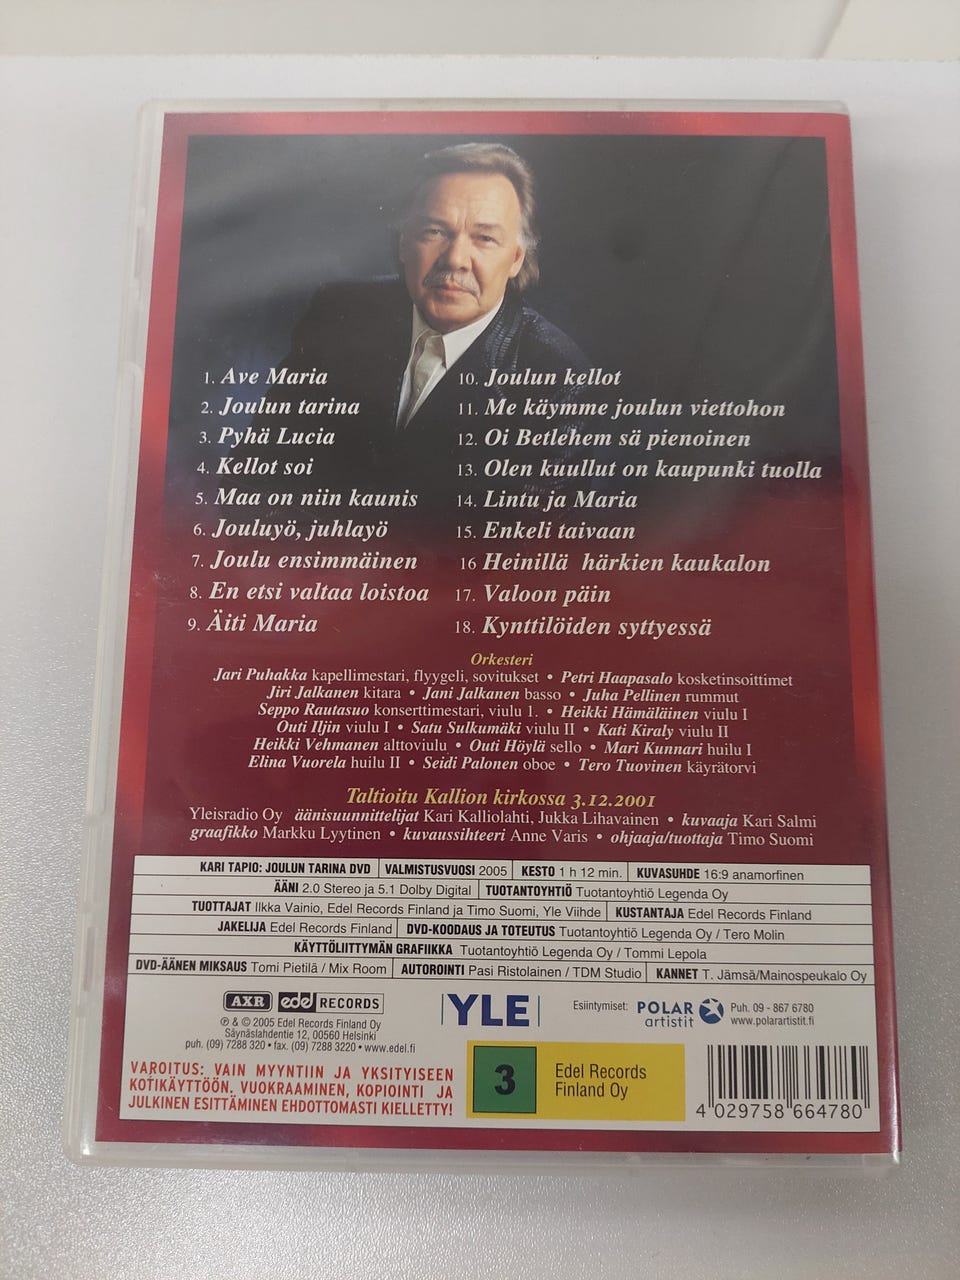 1. Ave Maria
2. Joulun tarina
3. Pyhä Lucia
4. Kellot soi
5. Maa on niin kaunis
6. Jouluyö, juhlayö
7. Joulu ensimmäinen
8. En etsi valtaa loistoa
9. Äiti Maria
10. Joulun kellot
11. Me käymme joulun viettohon
12. Oi Betlehem sä pienoinen
13. Olen kuullut on kaupunki tuolla
14. Lintu ja Maria
15. Enkeli taivaan
16 Heinillä härkien kaukalon
17. Valoon päin
18. Kynttilöiden syttyessä
Orkesteri
Jari Puhakka kapellimestari, flyygeli, sovitukset • Petri Haapasalo kosketinsoittimet
Jiri Jalkanen kitara • Jani Jalkanen basso • Juha Pellinen rummut
Seppo Rautasuo konserttimestari, viulu 1. • Heikki Hämäläinen viulu I
Outi Iljin viulu I • Satu Sulkumäki viulu II • Kati Kiraly viulu II
Heikki Vehmanen alttoviulu • Outi Höylä sello • Mari Kunnari huilu I
Elina Vuorela huilu II • Seidi Palonen oboe • Tero Tuovinen käyrätorvi
Taltioitu Kallion kirkossa 3.12.2001
Yleisradio Oy äänisuunnittelijat Kari Kalliolahti, Jukka Lihavainen • kuvaaja Kari Salmi
graafikko Markku Lyytinen • kuvaussihteeri Anne Varis • ohjaaja/tuottaja Timo Suomi
KARI TAPIO: JOULUN TARINA DVD VALMISTUSVUOSI 2005 KESTO 1 h 12 min. KUVASUHDE 16:9 anamorfinen
ÄÄNI 2.0 Stereo ja 5.1 Dolby Digital TUOTANTOYHTIÖ Tuotantoyhtiö Legenda Oy
TUOTTAJAT Ilkka Vainio, Edel Records Finland ja Timo Suomi, Yle Viihde KUSTANTAJA Edel Records Finland
JAKELIJA Edel Records Finland DVD-KOODAUS JA TOTEUTUS Tuotantoyhtiö Legenda Oy / Tero Molin
KÄYTTÖLIITTYMÄN GRAFIIKKA Tuotantoyhtiö Legenda Oy / Tommi Lepola
DVD-ÄÄNEN MIKSAUS Tomi Pietilä / Mix Room AUTOROINTI Pasi Ristolainen / TDM Studio KANNET T. Jämsä/Mainospeukalo Oy
AXR edel RECORDS
℗ & © 2005 Edel Records Finland Oy
Säynäslahdentie 12, 00560 Helsinki
puh. (09) 7288 320 • fax. (09) 7288 3220 • www.edel.fi
YLE
Esiintymiset: POLAR artistit
Puh. 09 - 867 6780
www.polarartistit.fi
VAROITUS: VAIN MYYNTIIN JA YKSITYISEEN
KOTIKÄYTTÖÖN. VUOKRAAMINEN, KOPIOINTI JA
JULKINEN ESITTÄMINEN EHDOTTOMASTI KIELLETTY!
3
Edel Records
Finland Oy
4 029758 664780